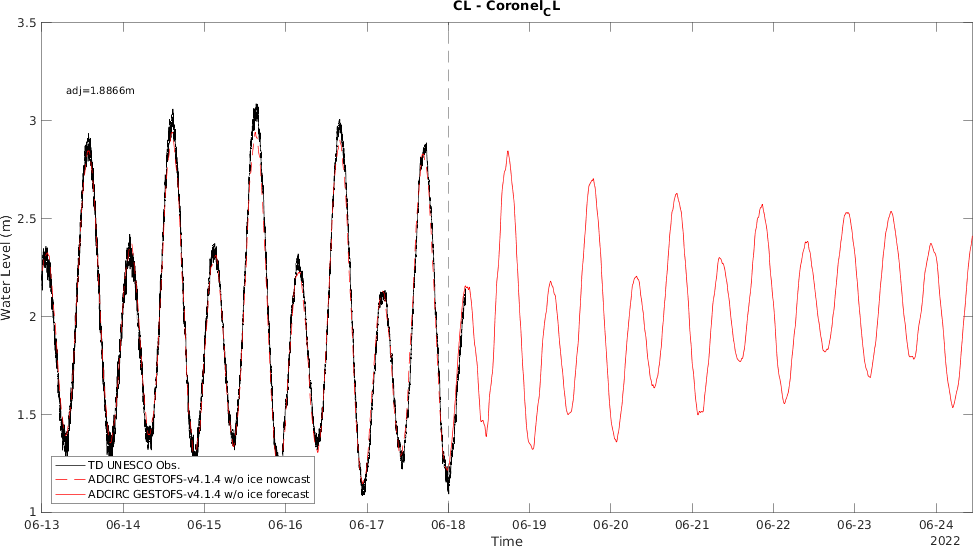 CL - Coronel_CL
adj=1.8866m
Water Level (m)
3.5
3
2.5
2
1.5
1
TD UNESCO Obs.
ADCIRC GESTOFS-v4.1.4 w/o ice nowcast
ADCIRC GESTOFS-v4.1.4 w/o ice forecast
06-13 06-14 06-15 06-16 06-17 06-18 06-19 06-20 06-21 06-22 06-23 06-24
Time
2022